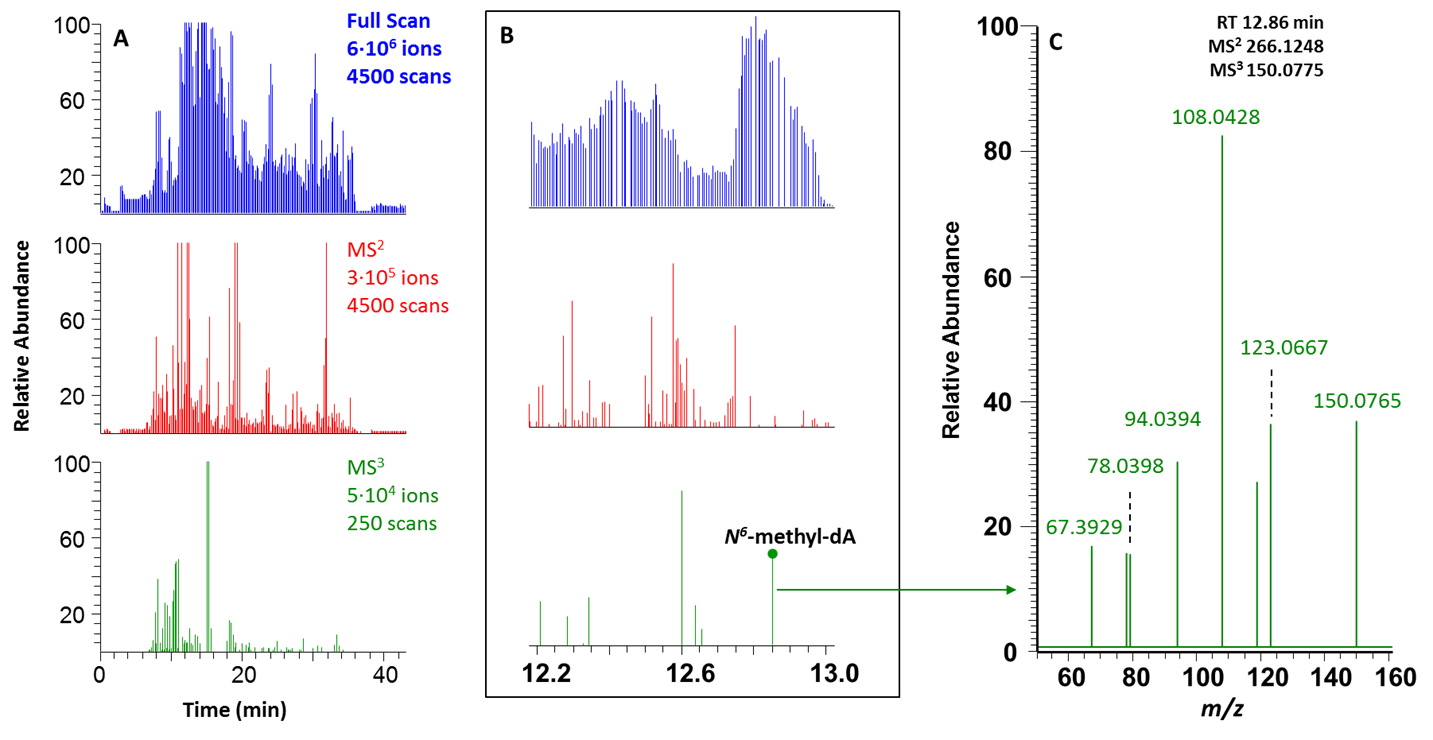 A
Full Scan
6·10⁶ ions
4500 scans
100
60
20
MS²
3·10⁵ ions
4500 scans
100
60
20
MS³
5·10⁴ ions
250 scans
100
60
20
0
20
40
Relative Abundance
Time (min)
B
N⁶-methyl-dA
12.2
12.6
13.0
C
RT 12.86 min
MS² 266.1248
MS³ 150.0775
100
80
60
40
20
0
Relative Abundance
108.0428
123.0667
150.0765
94.0394
78.0398
67.3929
60
80
100
120
140
160
m/z